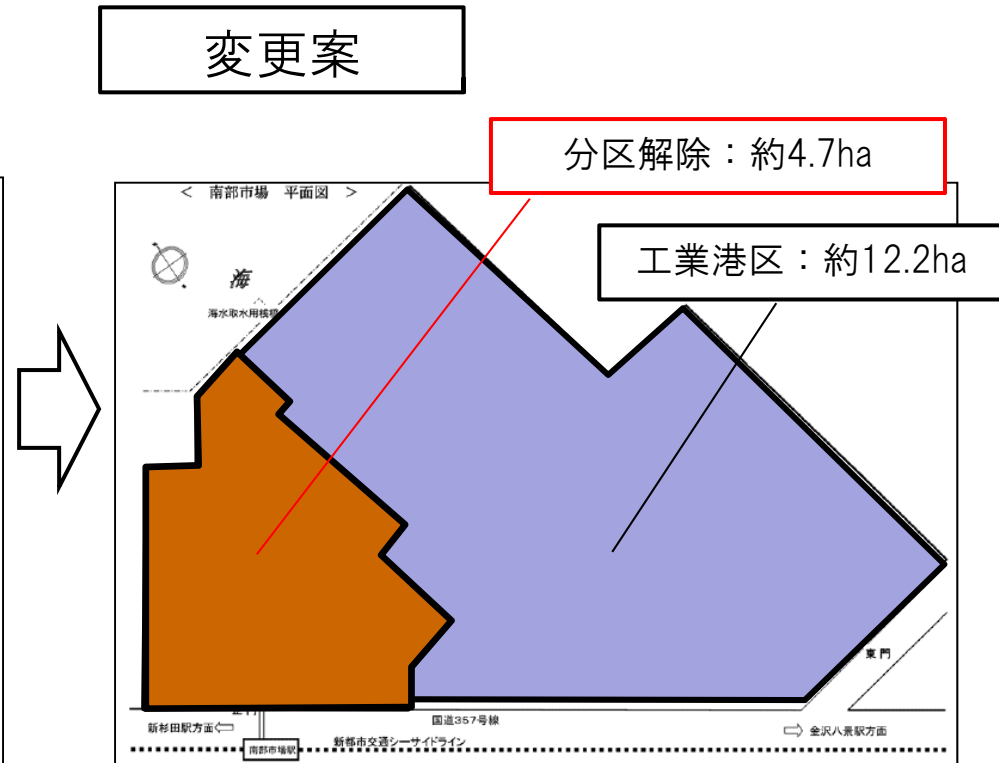 変更案
分区解除：約4.7ha
＜ 南部市場 平面図 ＞
工業港区：約12.2ha
海
海水取水用桟橋
東門
正門
国道357号線
新杉田駅方面
金沢八景駅方面
新都市交通シーサイドライン
南部市場駅